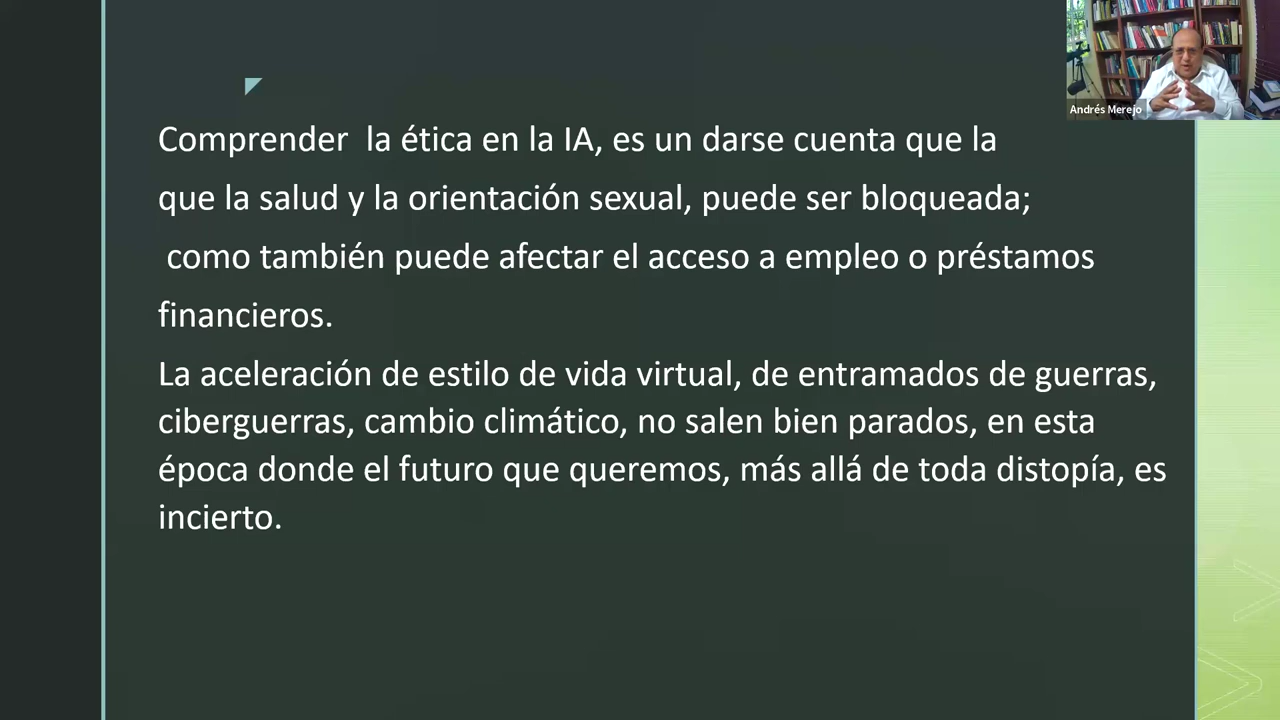 Andrés Merejo
Comprender  la ética en la IA, es un darse cuenta que la
que la salud y la orientación sexual, puede ser bloqueada;
como también puede afectar el acceso a empleo o préstamos
financieros.
La aceleración de estilo de vida virtual, de entramados de guerras,
ciberguerras, cambio climático, no salen bien parados, en esta
época donde el futuro que queremos, más allá de toda distopía, es
incierto.